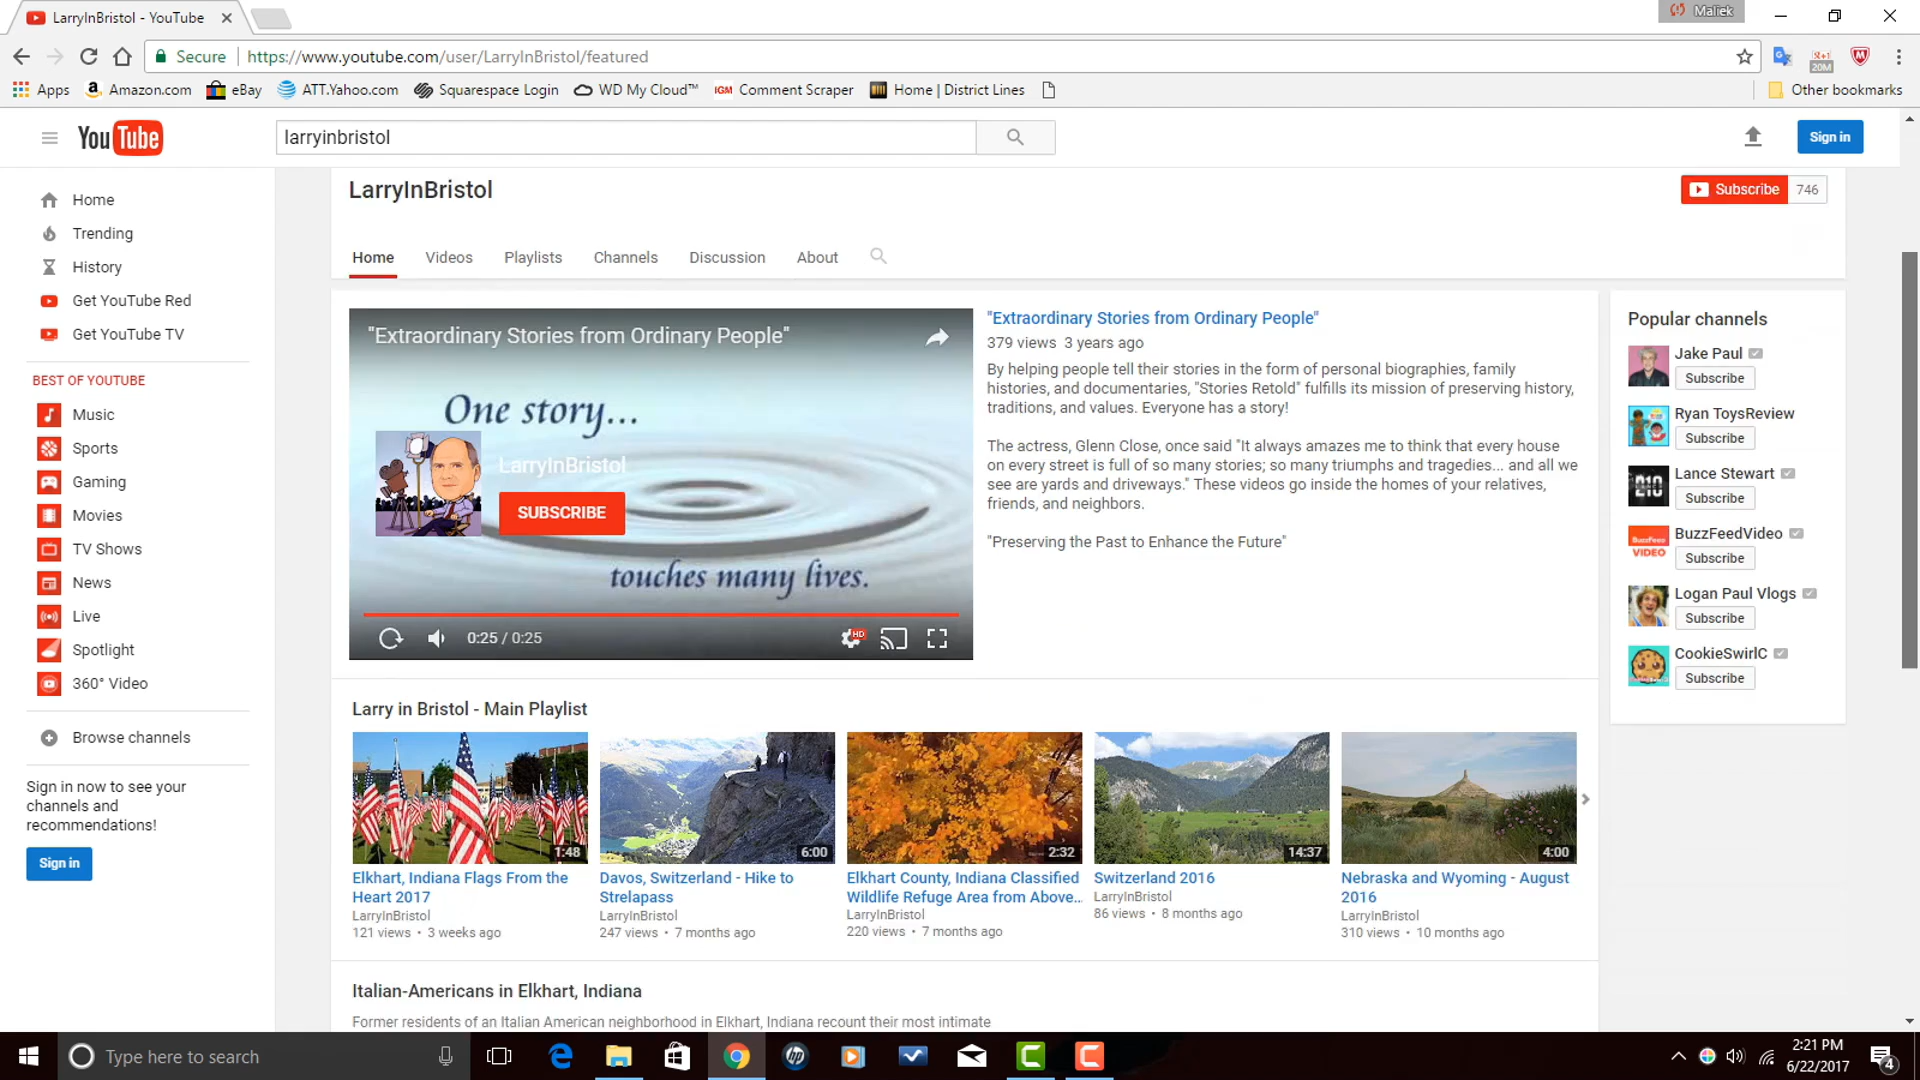 LarryInBristol - YouTube
Maliek
Secure
https://www.youtube.com/user/LarryInBristol/featured
20M
Apps
Amazon.com
eBay
ATT.Yahoo.com
Squarespace Login
WD My Cloud™
IGM Comment Scraper
Home | District Lines
Other bookmarks
YouTube
larryinbristol
Sign in
Home
Trending
History
Get YouTube Red
Get YouTube TV
BEST OF YOUTUBE
Music
Sports
Gaming
Movies
TV Shows
News
Live
Spotlight
360° Video
Browse channels
Sign in now to see your
channels and
recommendations!
Sign in
LarryInBristol
Subscribe 746
Home
Videos
Playlists
Channels
Discussion
About
"Extraordinary Stories from Ordinary People"
One story...
LarryInBristol
SUBSCRIBE
touches many lives.
0:25 / 0:25
HD
"Extraordinary Stories from Ordinary People"
379 views 3 years ago
By helping people tell their stories in the form of personal biographies, family
histories, and documentaries, "Stories Retold" fulfills its mission of preserving history,
traditions, and values. Everyone has a story!
The actress, Glenn Close, once said "It always amazes me to think that every house
on every street is full of so many stories; so many triumphs and tragedies... and all we
see are yards and driveways." These videos go inside the homes of your relatives,
friends, and neighbors.
"Preserving the Past to Enhance the Future"
Popular channels
Jake Paul
Subscribe
Ryan ToysReview
Subscribe
Lance Stewart
Subscribe
BuzzFeedVideo
Subscribe
BuzzFeed
VIDEO
Logan Paul Vlogs
Subscribe
CookieSwirlC
Subscribe
Larry in Bristol - Main Playlist
1:48
Elkhart, Indiana Flags From the
Heart 2017
LarryInBristol
121 views • 3 weeks ago
6:00
Davos, Switzerland - Hike to
Strelapass
LarryInBristol
247 views • 7 months ago
2:32
Elkhart County, Indiana Classified
Wildlife Refuge Area from Above...
LarryInBristol
220 views • 7 months ago
14:37
Switzerland 2016
LarryInBristol
86 views • 8 months ago
4:00
Nebraska and Wyoming - August
2016
LarryInBristol
310 views • 10 months ago
Italian-Americans in Elkhart, Indiana
Former residents of an Italian American neighborhood in Elkhart, Indiana recount their most intimate
Type here to search
hp
2:21 PM
6/22/2017
4